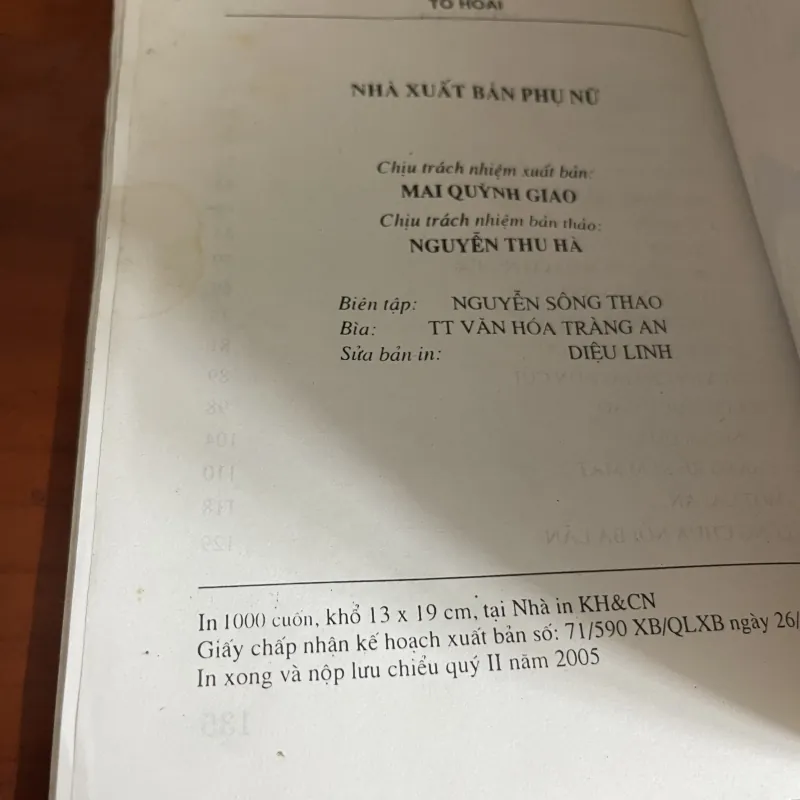 TÔ HOÀI
NHÀ XUẤT BẢN PHỤ NỮ
Chịu trách nhiệm xuất bản:
MAI QUỲNH GIAO
Chịu trách nhiệm bản thảo:
NGUYỄN THU HÀ
Biên tập: NGUYỄN SÔNG THAO
Bìa: TT VĂN HÓA TRÀNG AN
Sửa bản in: DIỆU LINH
In 1000 cuốn, khổ 13 x 19 cm, tại Nhà in KH&CN
Giấy chấp nhận kế hoạch xuất bản số: 71/590 XB/QLXB ngày 26/
In xong và nộp lưu chiểu quý II năm 2005